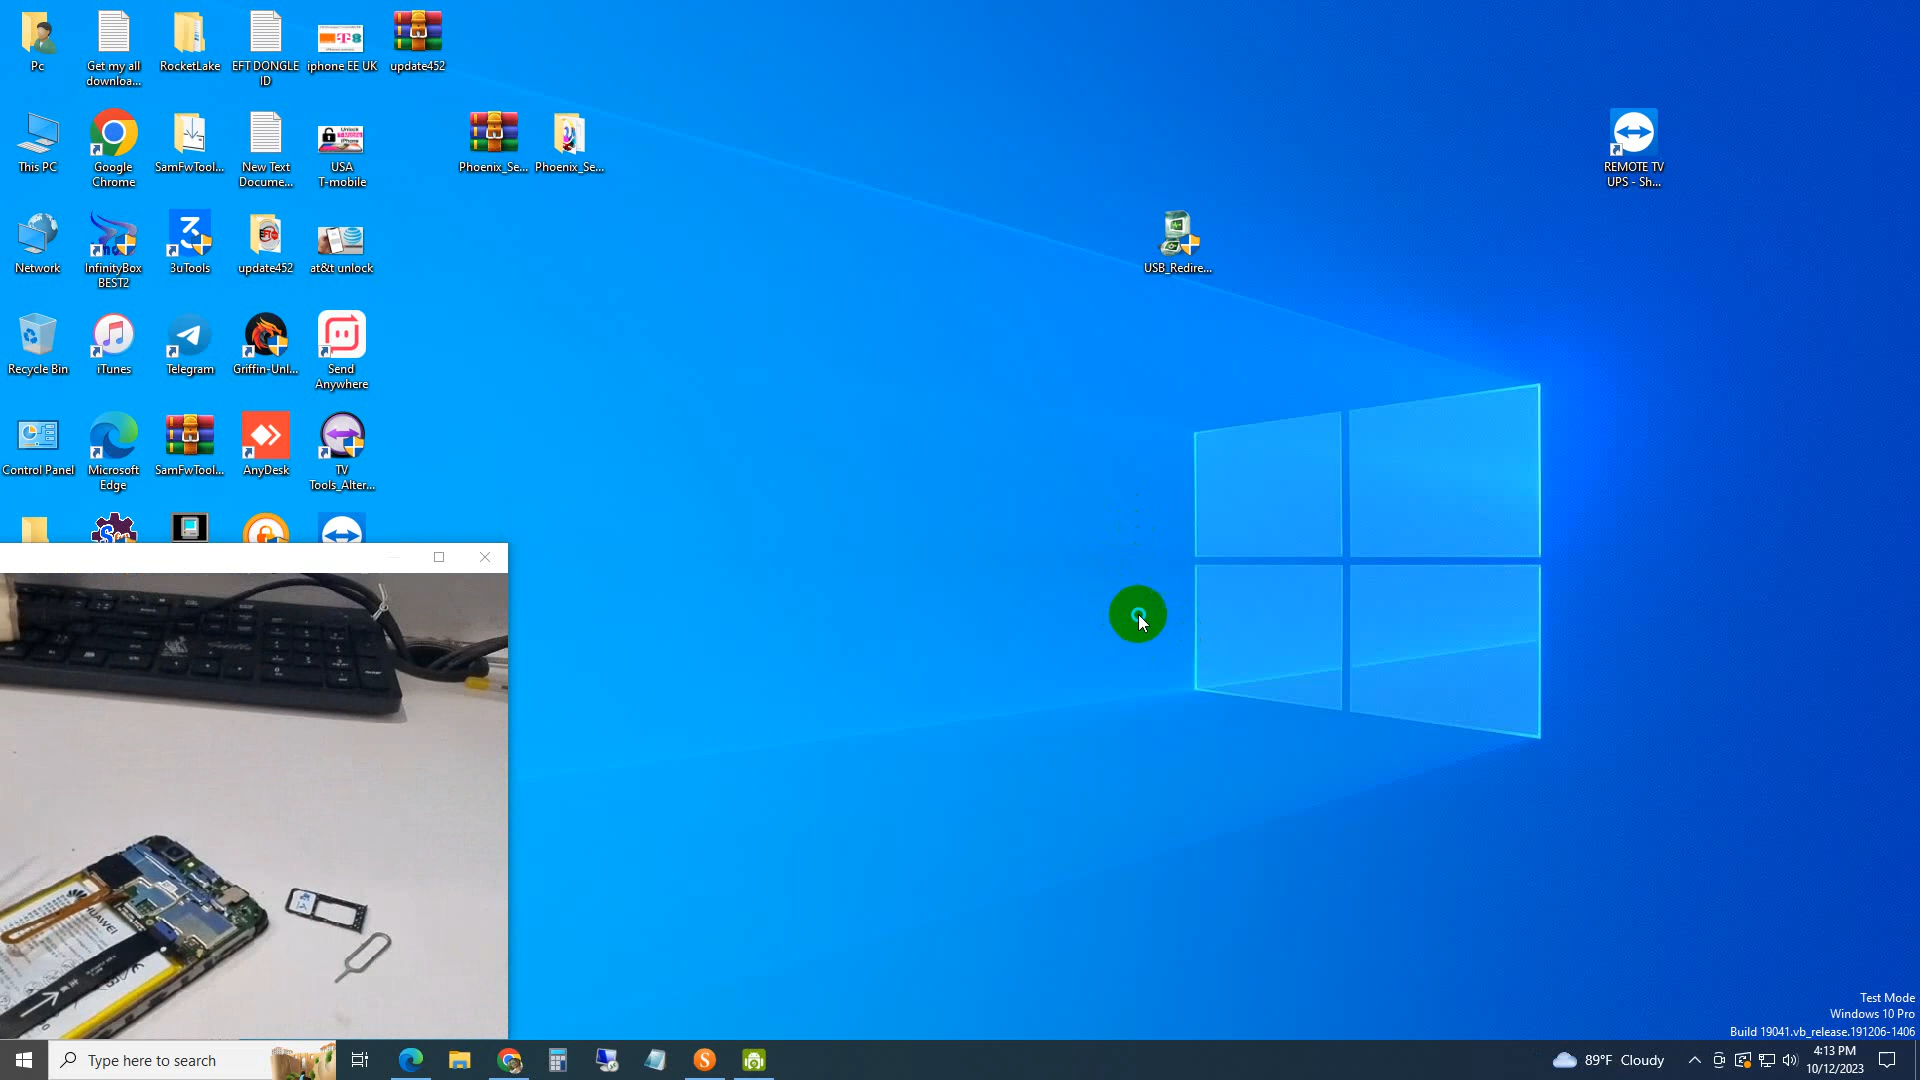 Pc
Get my all
downloa...
RocketLake
EFT DONGLE
ID
iphone EE UK
update452
This PC
Google
Chrome
SamFwTool...
New Text
Docume...
USA
T-mobile
Phoenix_Se...
Phoenix_Se...
REMOTE TV
UPS - Sh...
Network
InfinityBox
BEST2
3uTools
update452
at&t unlock
USB_Redire...
Recycle Bin
iTunes
Telegram
Griffin-Unl...
Send
Anywhere
Control Panel
Microsoft
Edge
SamFwTool...
AnyDesk
TV
Tools_Alter...
HUAWEI
Test Mode
Windows 10 Pro
Build 19041.vb_release.191206-1406
Type here to search
89°F Cloudy
4:13 PM
10/12/2023